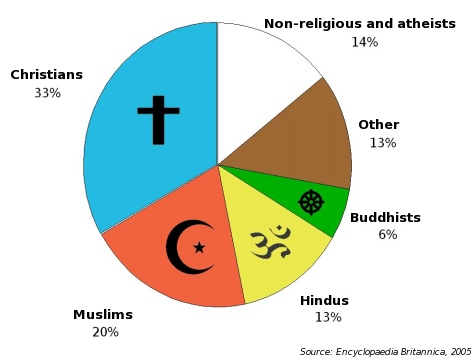 Non-religious and atheists
14%
Christians
33%
Other
13%
Buddhists
6%
Hindus
13%
Muslims
20%
ॐ
Source: Encyclopaedia Britannica, 2005